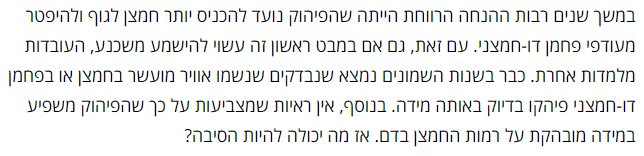 במשך שנים רבות ההנחה הרווחת הייתה שהפיהוק נועד להכניס יותר חמצן לגוף ולהיפטר
מעודפי פחמן דו-חמצני. עם זאת, גם אם במבט ראשון זה עשוי להישמע משכנע, העובדות
מלמדות אחרת. כבר בשנות השמונים נמצא שנבדקים שנשמו אוויר מועשר בחמצן או בפחמן
דו-חמצני פיהקו בדיוק באותה מידה. בנוסף, אין ראיות שמצביעות על כך שהפיהוק משפיע
במידה מובהקת על רמות החמצן בדם. אז מה יכולה להיות הסיבה?